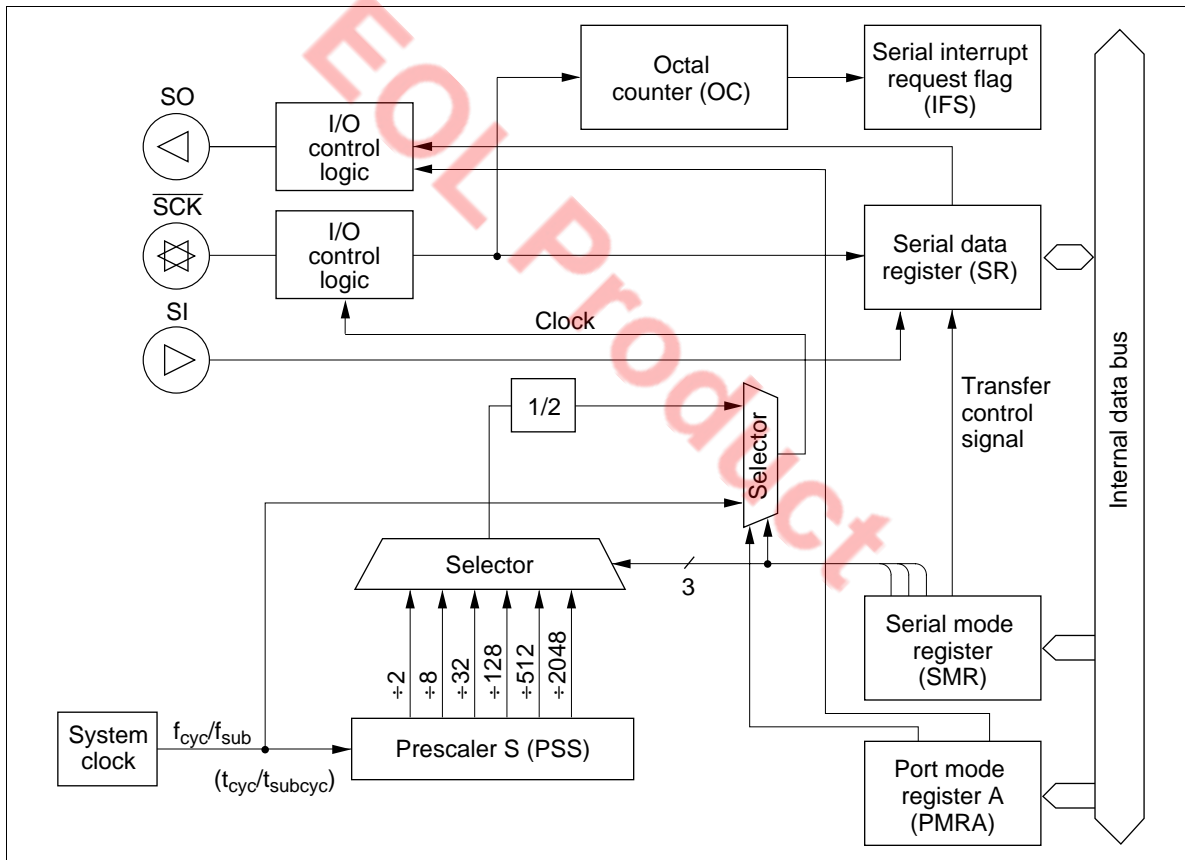 EOL Product
Octal
counter (OC)
Serial interrupt
request flag
(IFS)
SO
I/O
control
logic
SCK
I/O
control
logic
Serial data
register (SR)
SI
Clock
1/2
Selector
Transfer
control
signal
Internal data bus
Selector
3
÷2
÷8
÷32
÷128
÷512
÷2048
Serial mode
register
(SMR)
System
clock
fcyc/fsub
(tcyc/tsubcyc)
Prescaler S (PSS)
Port mode
register A
(PMRA)